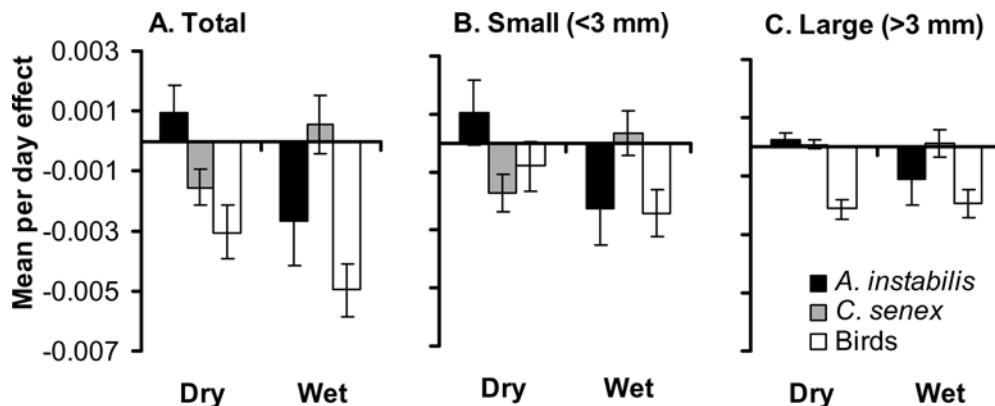 A. Total
B. Small (<3 mm)
C. Large (>3 mm)
Mean per day effect
0.003
0.001
-0.001
-0.003
-0.005
-0.007
A. instabilis
C. senex
Birds
Dry Wet
Dry Wet
Dry Wet